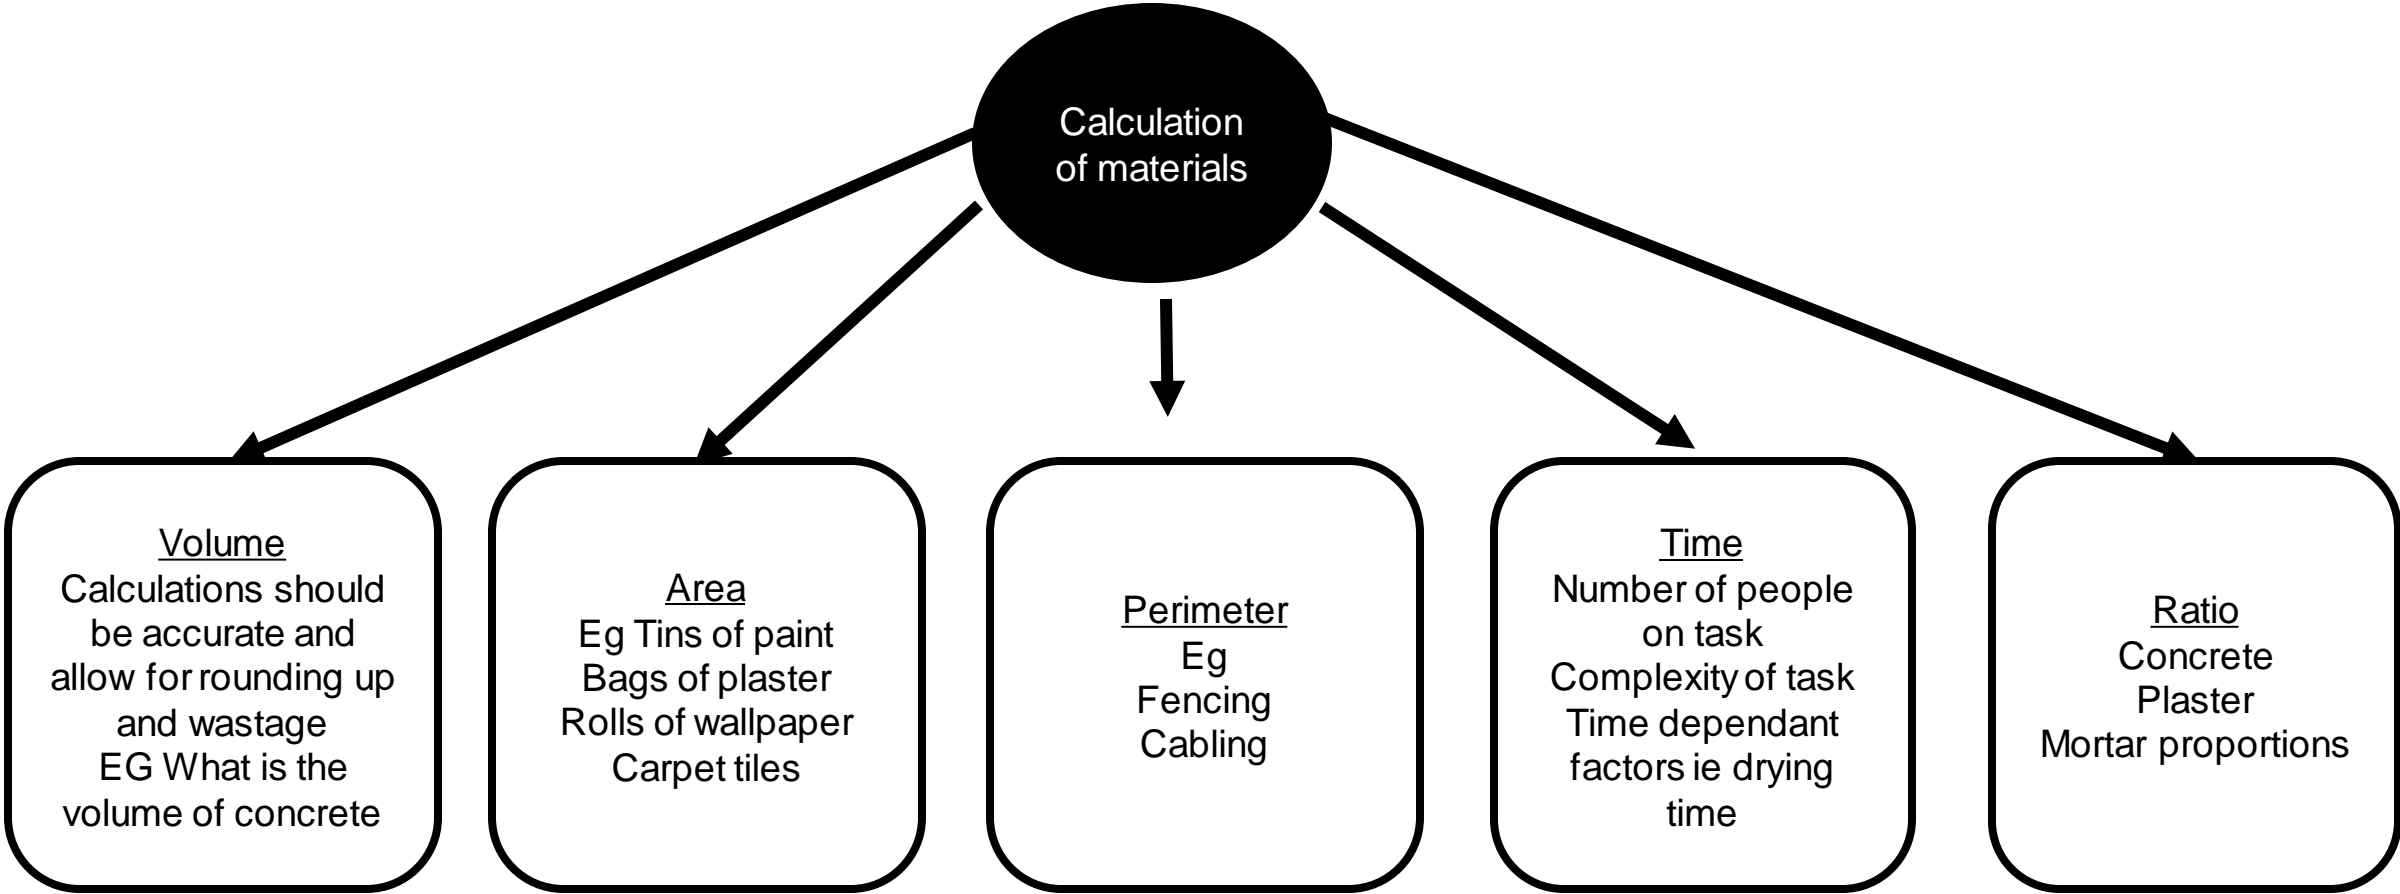 Calculation
of materials
Volume
Calculations should
be accurate and
allow for rounding up
and wastage
EG What is the
volume of concrete
Area
Eg Tins of paint
Bags of plaster
Rolls of wallpaper
Carpet tiles
Perimeter
Eg
Fencing
Cabling
Time
Number of people
on task
Complexity of task
Time dependant
factors ie drying
time
Ratio
Concrete
Plaster
Mortar proportions